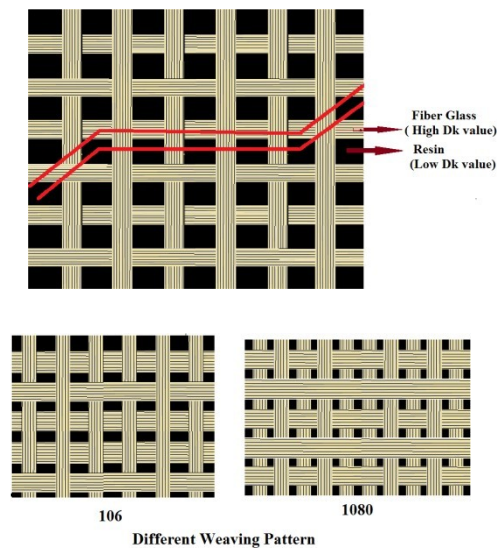 Fiber Glass
( High Dk value)
Resin
(Low Dk value)
106
1080
Different Weaving Pattern